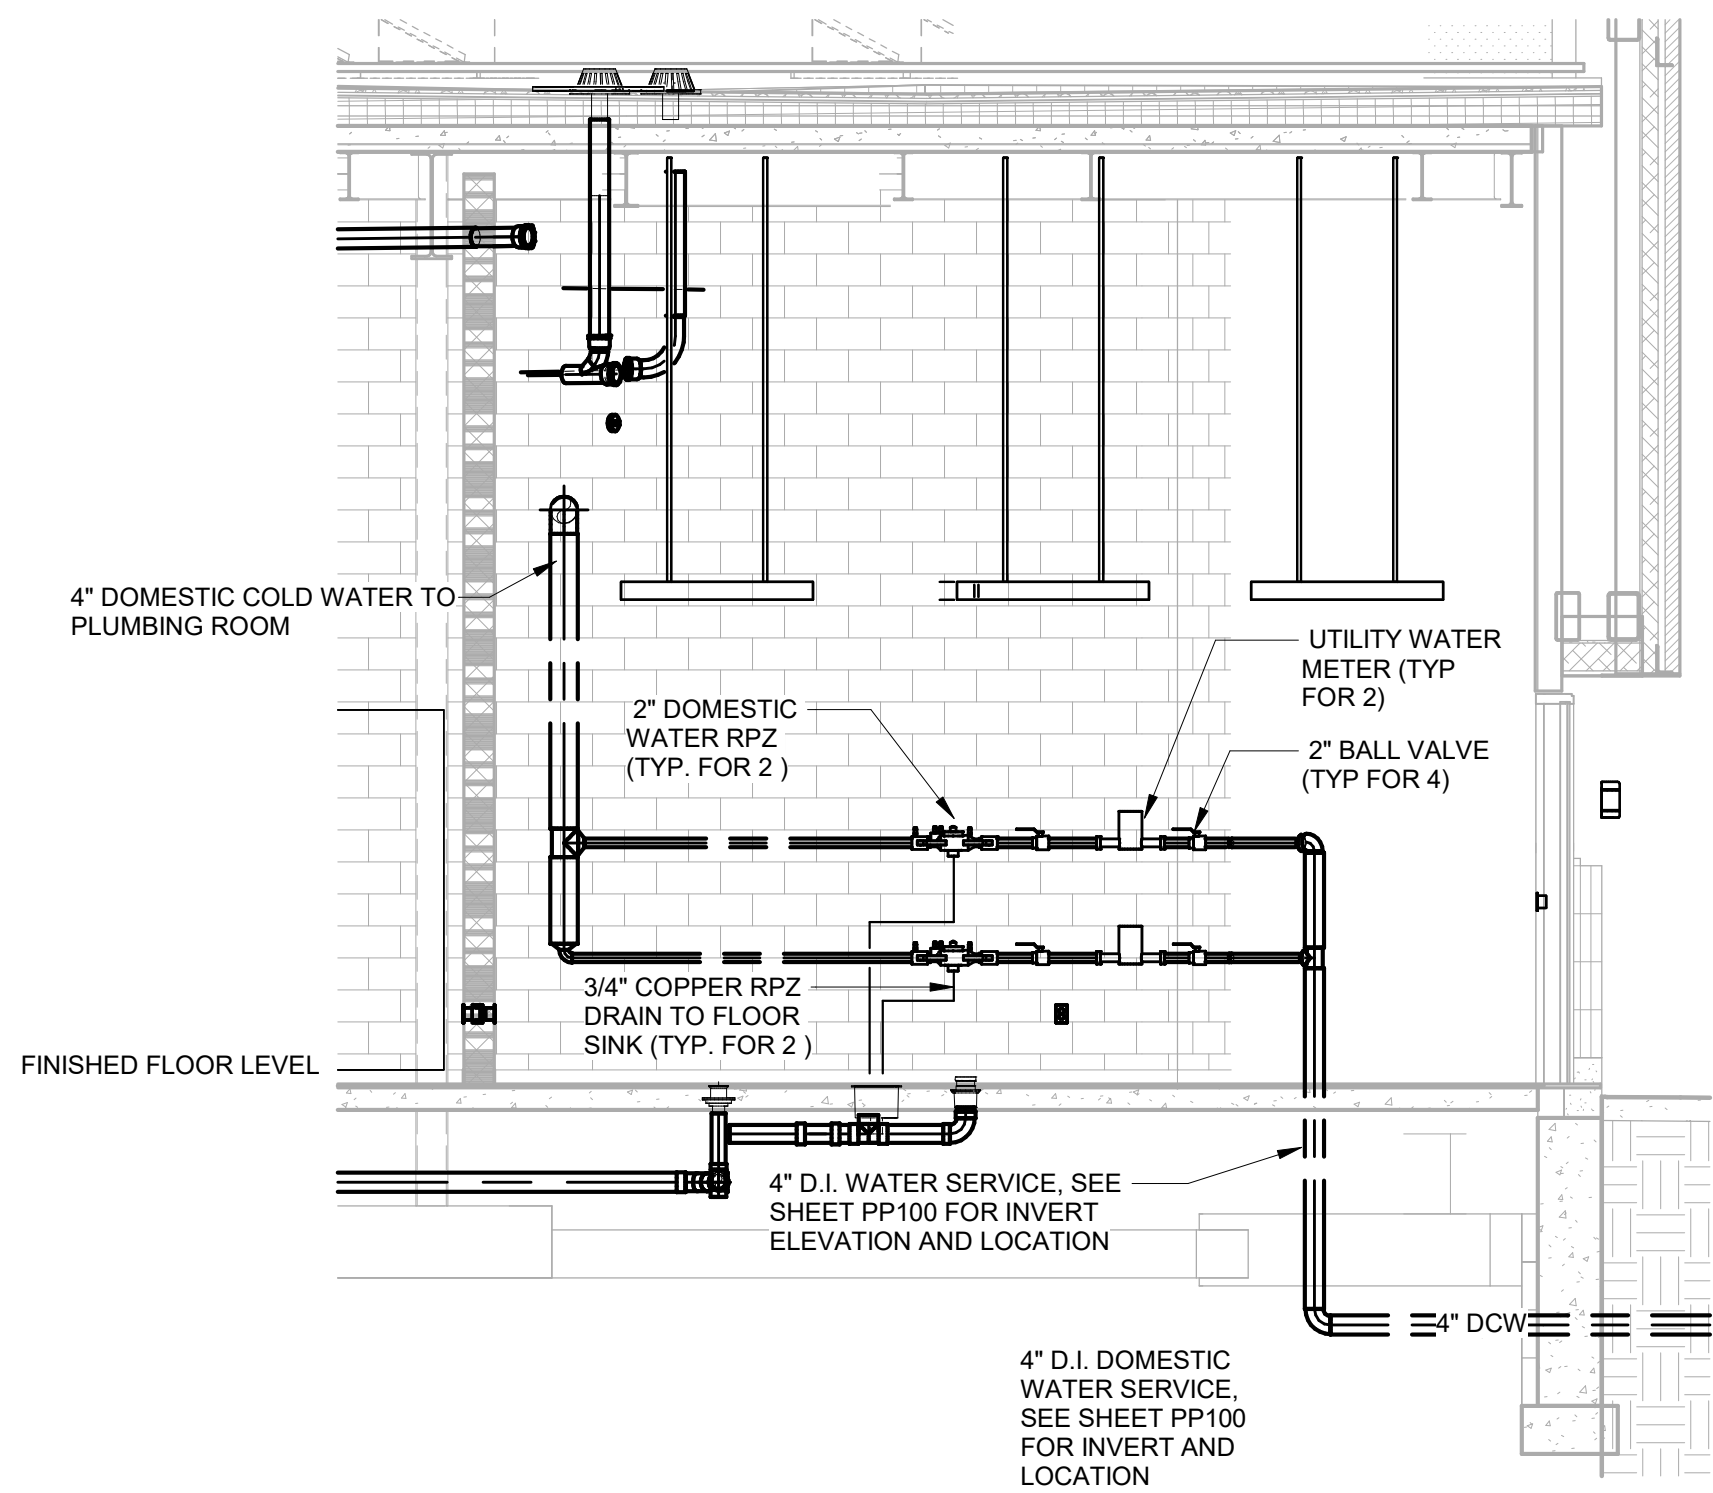 4" DOMESTIC COLD WATER TO
PLUMBING ROOM
UTILITY WATER
METER (TYP
FOR 2)
2" DOMESTIC
WATER RPZ
(TYP. FOR 2 )
2" BALL VALVE
(TYP FOR 4)
3/4" COPPER RPZ
DRAIN TO FLOOR
SINK (TYP. FOR 2 )
FINISHED FLOOR LEVEL
4" D.I. WATER SERVICE, SEE
SHEET PP100 FOR INVERT
ELEVATION AND LOCATION
4" DCW
4" D.I. DOMESTIC
WATER SERVICE,
SEE SHEET PP100
FOR INVERT AND
LOCATION